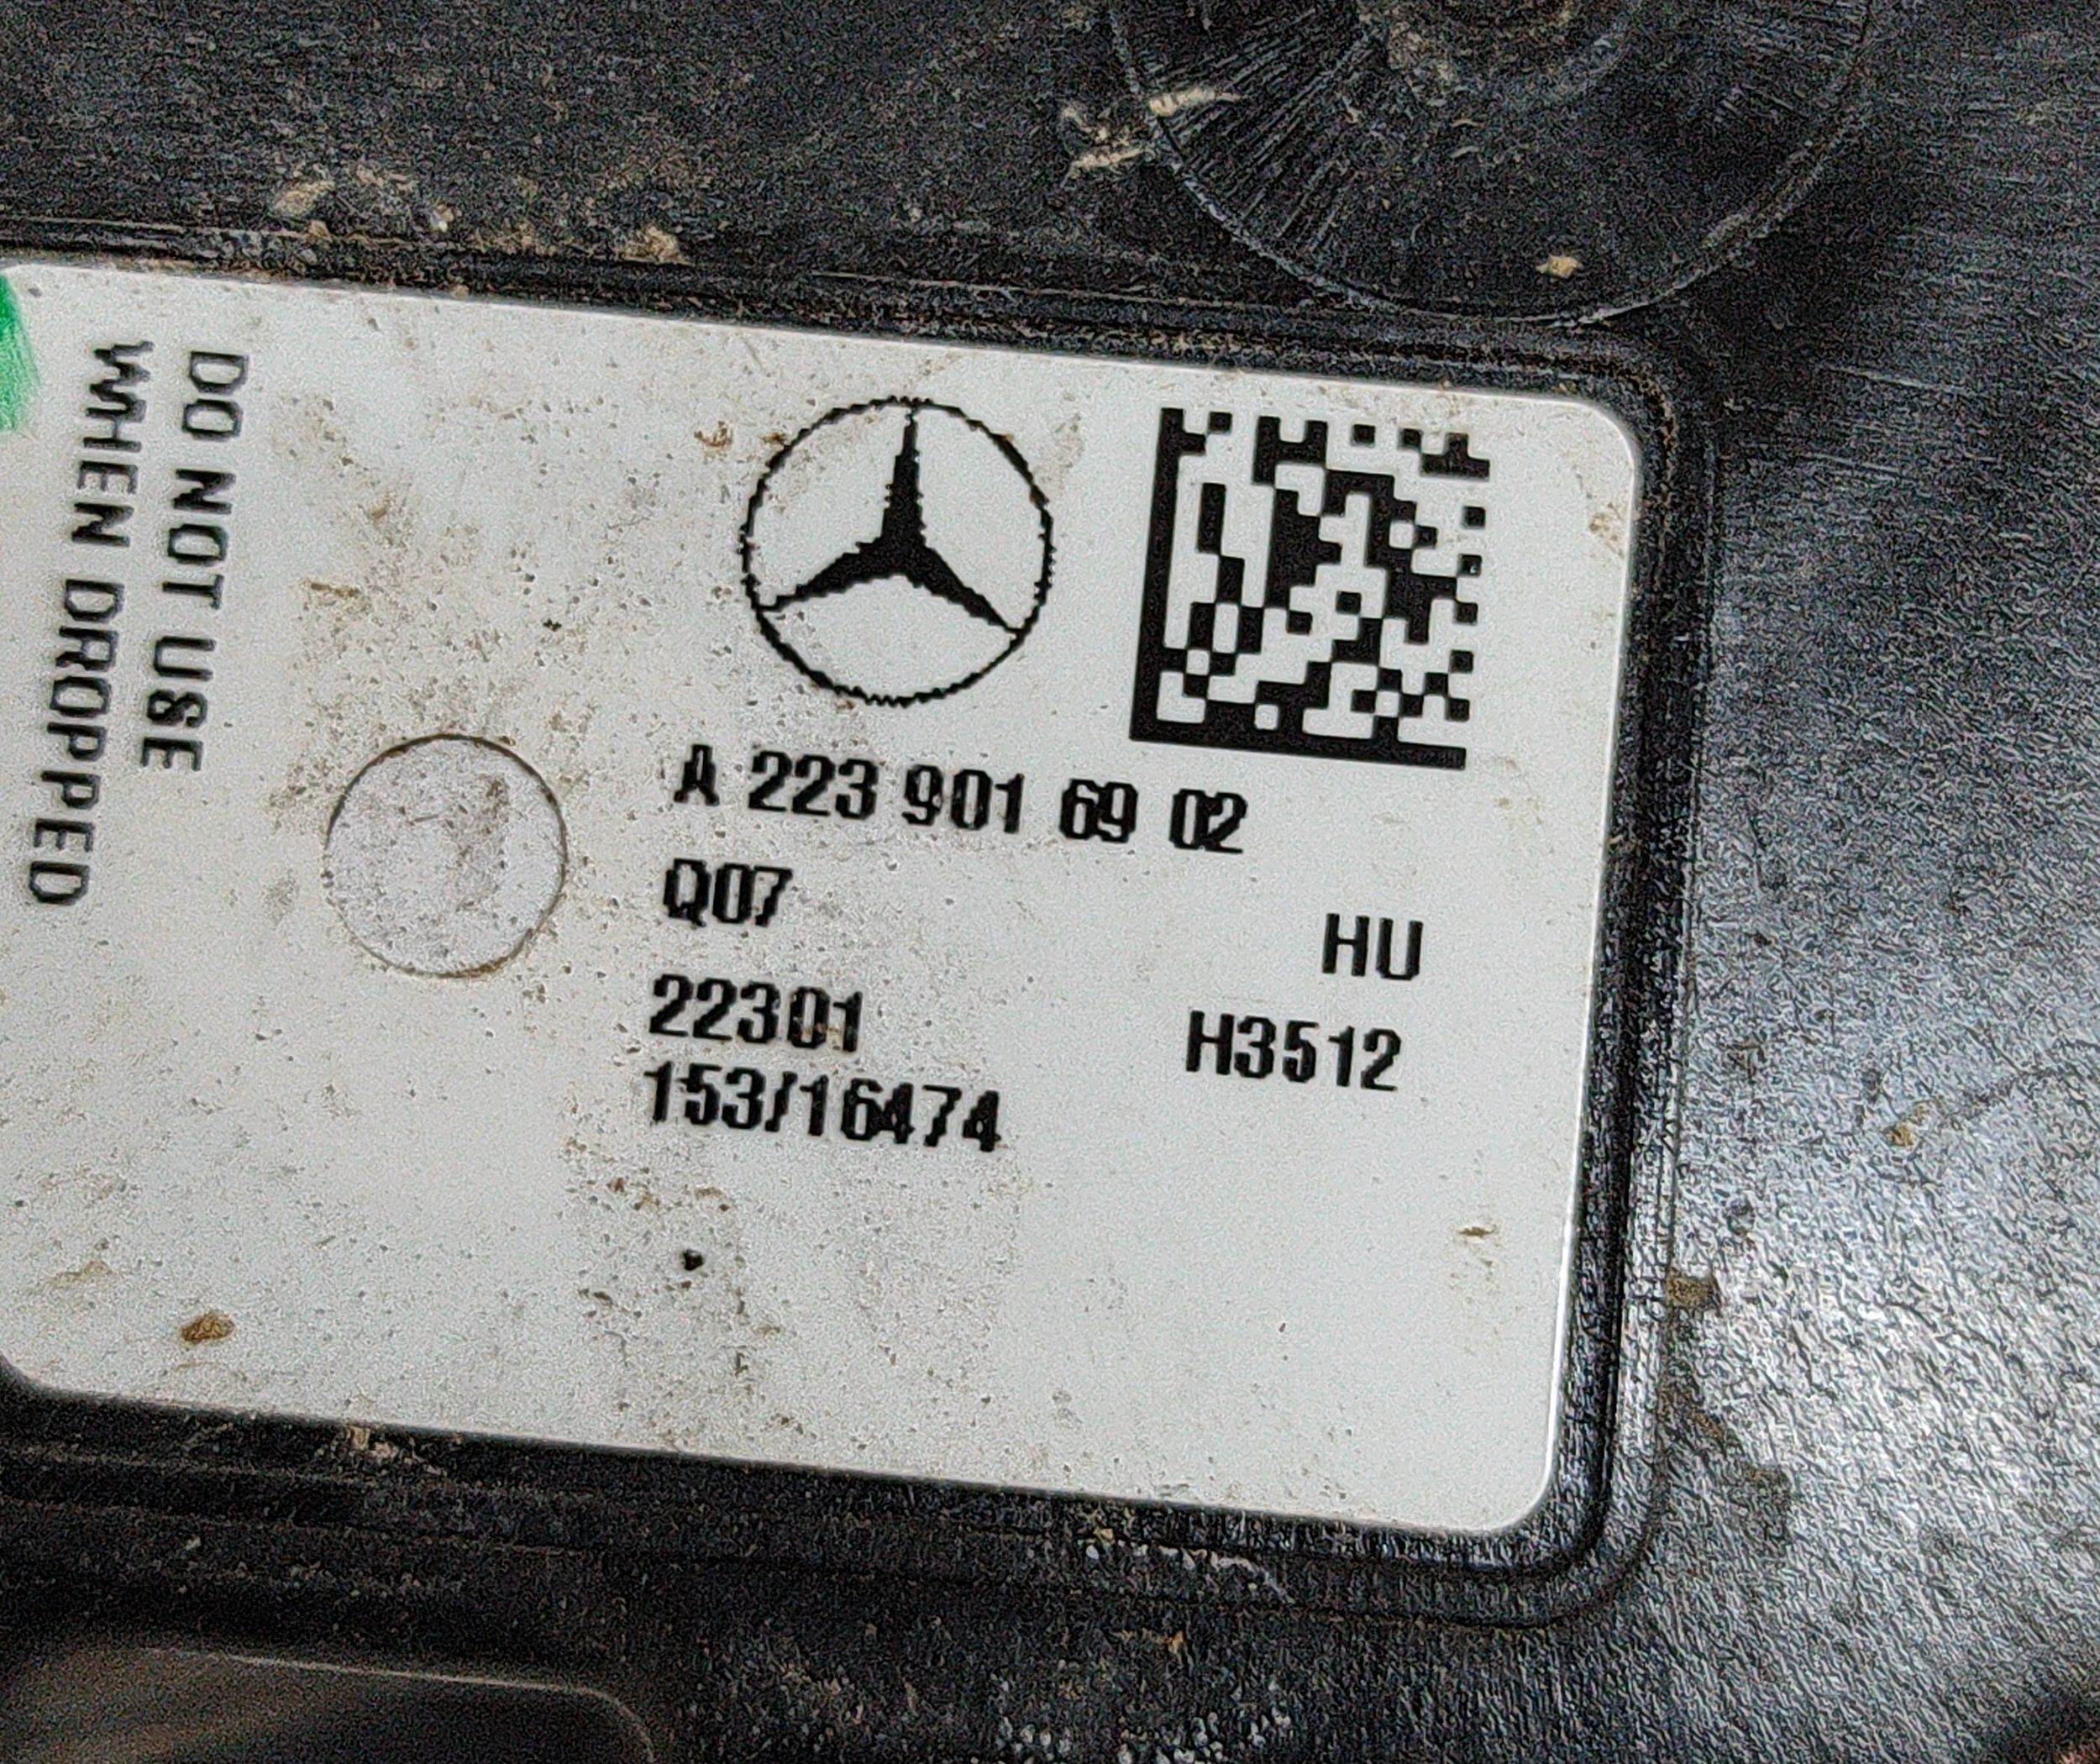 DO NOT USE
WHEN DROPPED
A 223 901 69 02
Q07
HU
22301
H3512
153/16474